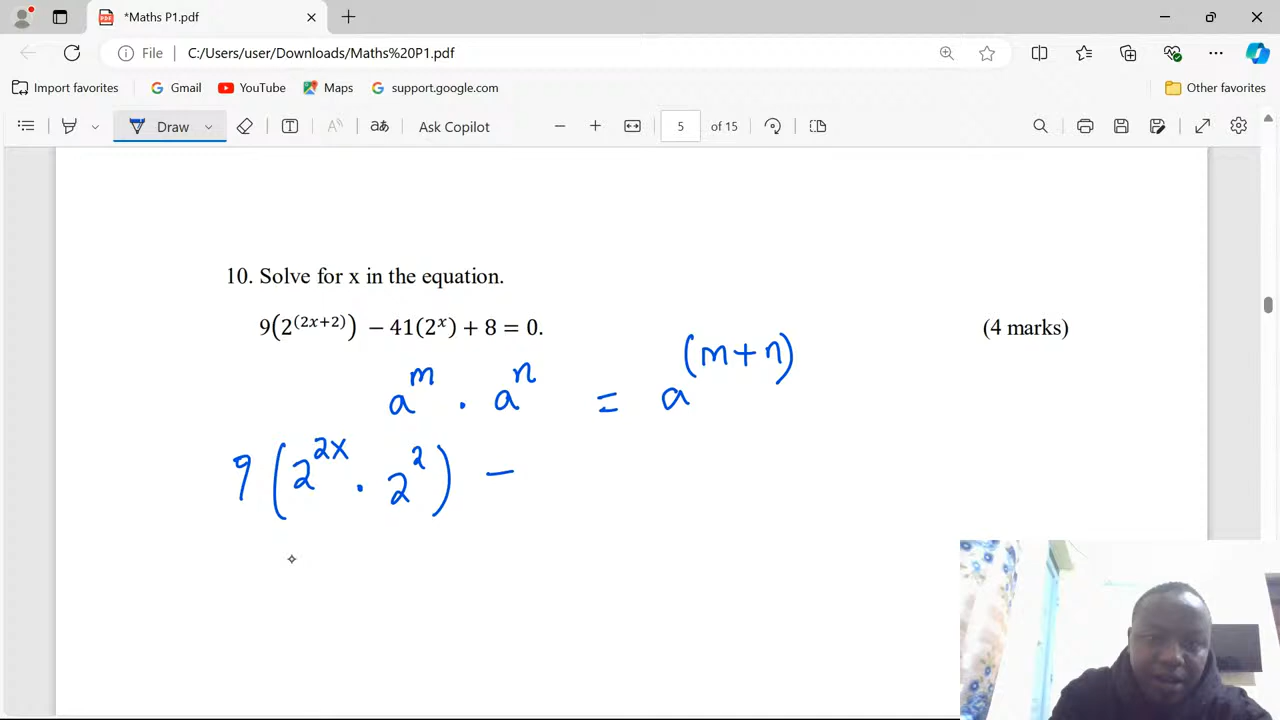 *Maths P1.pdf
File C:/Users/user/Downloads/Maths%20P1.pdf
Import favorites Gmail YouTube Maps support.google.com Other favorites
Draw aあ Ask Copilot 5 of 15
10. Solve for x in the equation.
9(2^(2x+2)) − 41(2^x) + 8 = 0. (4 marks)
a^m . a^n = a^(m+n)
9(2^2x . 2^2) −